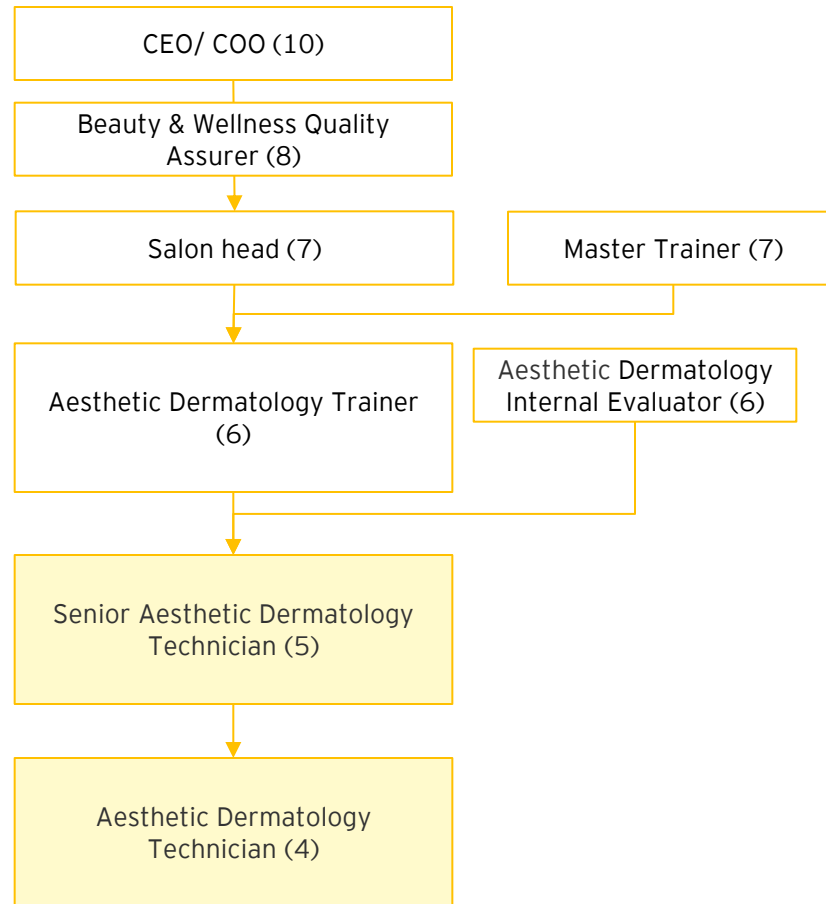 CEO/ COO (10)
Beauty & Wellness Quality
Assurer (8)
Salon head (7)
Master Trainer (7)
Aesthetic Dermatology Trainer
(6)
Aesthetic Dermatology
Internal Evaluator (6)
Senior Aesthetic Dermatology
Technician (5)
Aesthetic Dermatology
Technician (4)